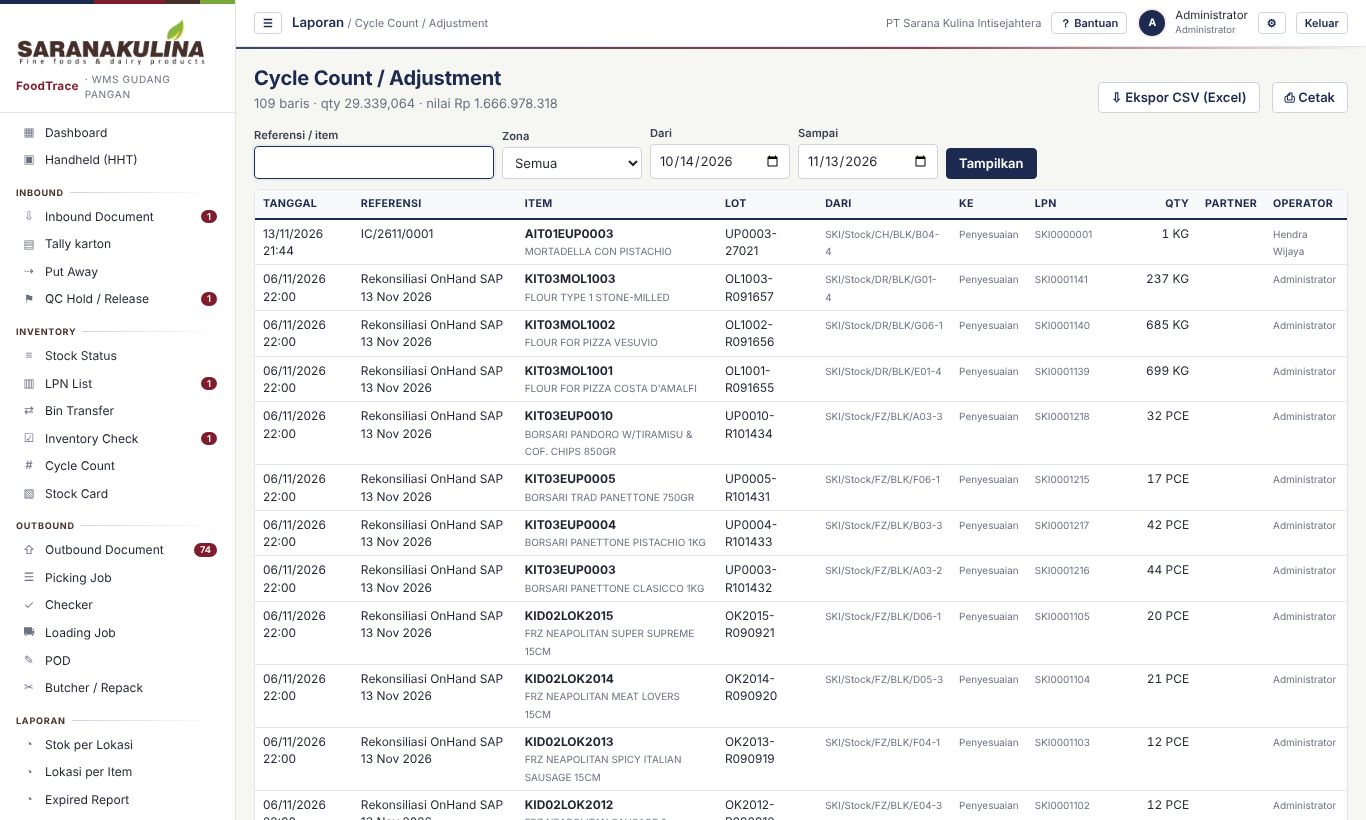 SARANAKULINA
Fine foods & dairy products
FoodTrace · WMS GUDANG PANGAN
Dashboard
Handheld (HHT)
INBOUND
Inbound Document 1
Tally karton
Put Away
QC Hold / Release 1
INVENTORY
Stock Status
LPN List 1
Bin Transfer
Inventory Check 1
Cycle Count
Stock Card
OUTBOUND
Outbound Document 74
Picking Job
Checker
Loading Job
POD
Butcher / Repack
LAPORAN
Stok per Lokasi
Lokasi per Item
Expired Report
☰ Laporan / Cycle Count / Adjustment
PT Sarana Kulina Intisejahtera
? Bantuan
A
Administrator
Administrator
Keluar
Cycle Count / Adjustment
109 baris · qty 29.339,064 · nilai Rp 1.666.978.318
Ekspor CSV (Excel)
Cetak
Referensi / item
Zona
Semua
Dari
10/14/2026
Sampai
11/13/2026
Tampilkan
TANGGAL REFERENSI ITEM LOT DARI KE LPN QTY PARTNER OPERATOR
13/11/2026 IC/2611/0001 AIT01EUP0003 UP0003- SKI/Stock/CH/BLK/B04- Penyesuaian SKI0000001 1 KG Hendra
21:44 MORTADELLA CON PISTACHIO 27021 4 Wijaya
06/11/2026 Rekonsiliasi OnHand SAP KIT03MOL1003 OL1003- SKI/Stock/DR/BLK/G01- Penyesuaian SKI0001141 237 KG Administrator
22:00 13 Nov 2026 FLOUR TYPE 1 STONE-MILLED R091657 4
06/11/2026 Rekonsiliasi OnHand SAP KIT03MOL1002 OL1002- SKI/Stock/DR/BLK/G06-1 Penyesuaian SKI0001140 685 KG Administrator
22:00 13 Nov 2026 FLOUR FOR PIZZA VESUVIO R091656
06/11/2026 Rekonsiliasi OnHand SAP KIT03MOL1001 OL1001- SKI/Stock/DR/BLK/E01-4 Penyesuaian SKI0001139 699 KG Administrator
22:00 13 Nov 2026 FLOUR FOR PIZZA COSTA D'AMALFI R091655
06/11/2026 Rekonsiliasi OnHand SAP KIT03EUP0010 UP0010- SKI/Stock/FZ/BLK/A03-3 Penyesuaian SKI0001218 32 PCE Administrator
22:00 13 Nov 2026 BORSARI PANDORO W/TIRAMISU & R101434
COF. CHIPS 850GR
06/11/2026 Rekonsiliasi OnHand SAP KIT03EUP0005 UP0005- SKI/Stock/FZ/BLK/F06-1 Penyesuaian SKI0001215 17 PCE Administrator
22:00 13 Nov 2026 BORSARI TRAD PANETTONE 750GR R101431
06/11/2026 Rekonsiliasi OnHand SAP KIT03EUP0004 UP0004- SKI/Stock/FZ/BLK/B03-3 Penyesuaian SKI0001217 42 PCE Administrator
22:00 13 Nov 2026 BORSARI PANETTONE PISTACHIO 1KG R101433
06/11/2026 Rekonsiliasi OnHand SAP KIT03EUP0003 UP0003- SKI/Stock/FZ/BLK/A03-2 Penyesuaian SKI0001216 44 PCE Administrator
22:00 13 Nov 2026 BORSARI PANETTONE CLASICCO 1KG R101432
06/11/2026 Rekonsiliasi OnHand SAP KID02LOK2015 OK2015- SKI/Stock/FZ/BLK/D06-1 Penyesuaian SKI0001105 20 PCE Administrator
22:00 13 Nov 2026 FRZ NEAPOLITAN SUPER SUPREME R090921
15CM
06/11/2026 Rekonsiliasi OnHand SAP KID02LOK2014 OK2014- SKI/Stock/FZ/BLK/D05-3 Penyesuaian SKI0001104 21 PCE Administrator
22:00 13 Nov 2026 FRZ NEAPOLITAN MEAT LOVERS R090920
15CM
06/11/2026 Rekonsiliasi OnHand SAP KID02LOK2013 OK2013- SKI/Stock/FZ/BLK/F04-1 Penyesuaian SKI0001103 12 PCE Administrator
22:00 13 Nov 2026 FRZ NEAPOLITAN SPICY ITALIAN R090919
SAUSAGE 15CM
06/11/2026 Rekonsiliasi OnHand SAP KID02LOK2012 OK2012- SKI/Stock/FZ/BLK/E04-3 Penyesuaian SKI0001102 12 PCE Administrator